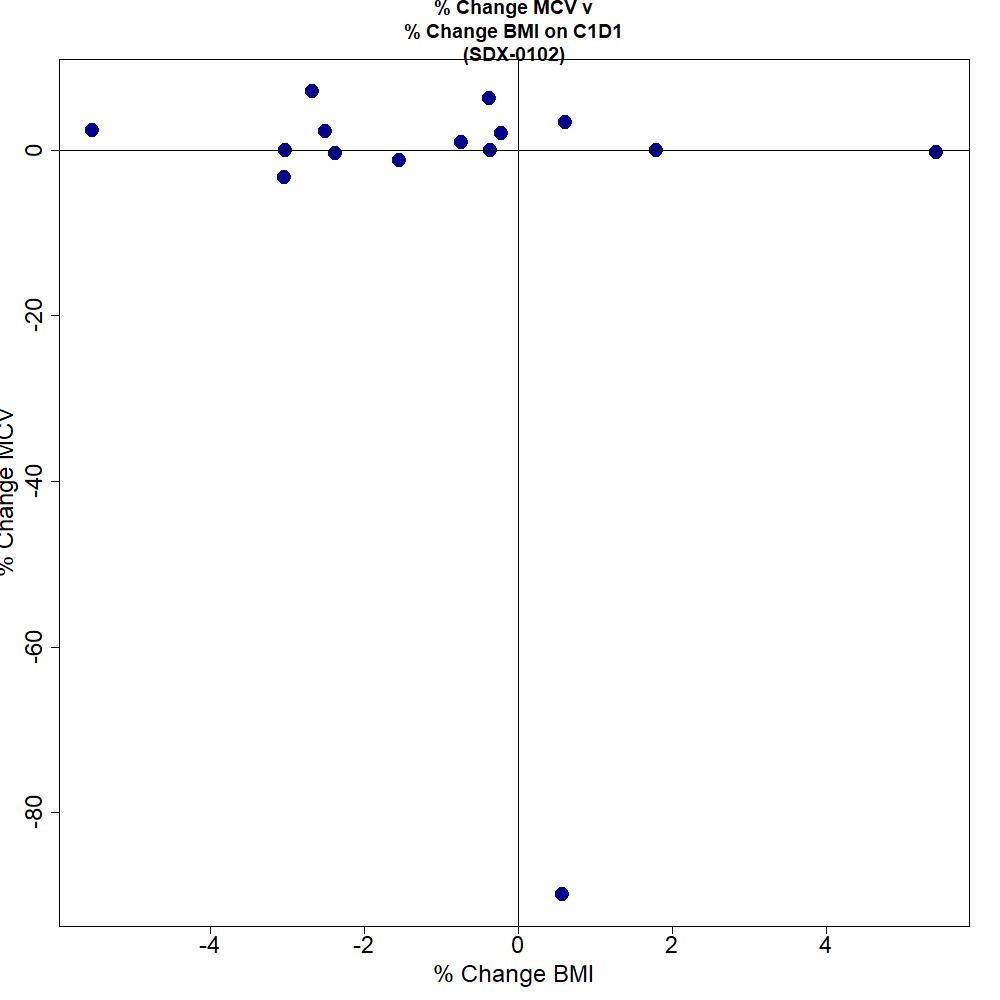 % Change MCV v
% Change BMI on C1D1
(SDX-0102)
0
-20
-40
-60
-80
% Change MCV
-4
-2
0
2
4
% Change BMI